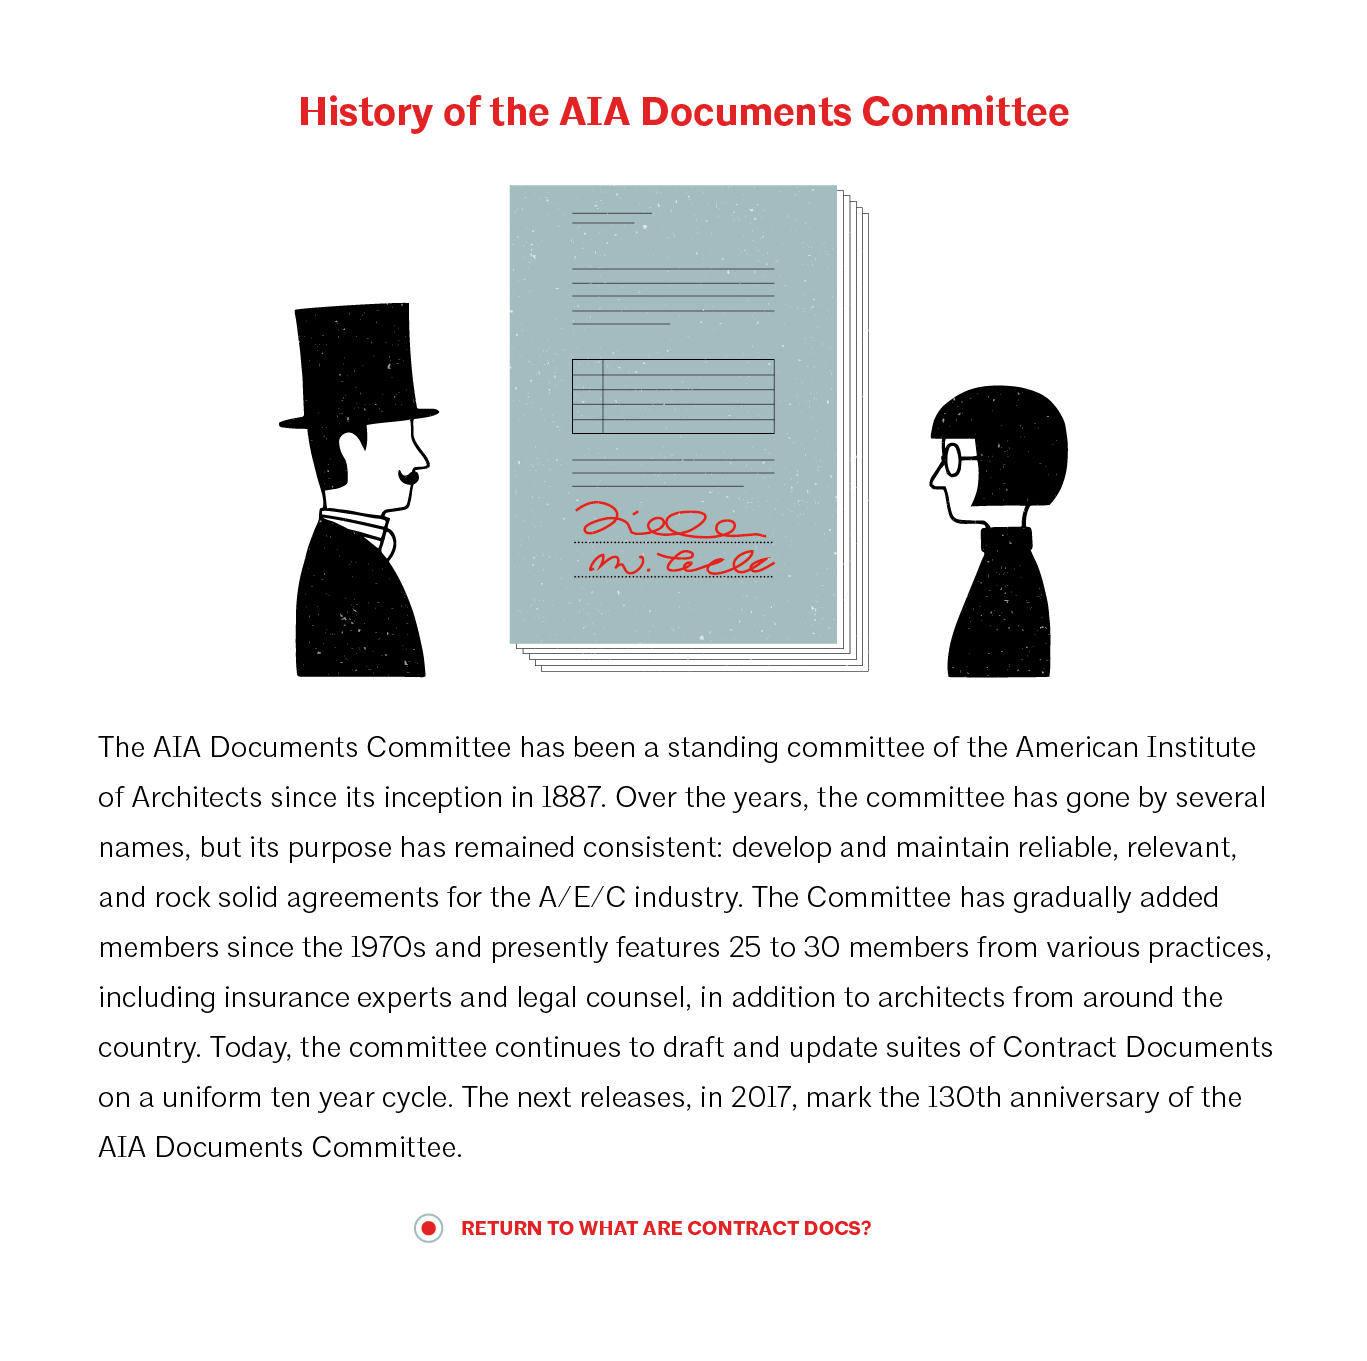 History of the AIA Documents Committee
The AIA Documents Committee has been a standing committee of the American Institute
of Architects since its inception in 1887. Over the years, the committee has gone by several
names, but its purpose has remained consistent: develop and maintain reliable, relevant,
and rock solid agreements for the A/E/C industry. The Committee has gradually added
members since the 1970s and presently features 25 to 30 members from various practices,
including insurance experts and legal counsel, in addition to architects from around the
country. Today, the committee continues to draft and update suites of Contract Documents
on a uniform ten year cycle. The next releases, in 2017, mark the 130th anniversary of the
AIA Documents Committee.
RETURN TO WHAT ARE CONTRACT DOCS?